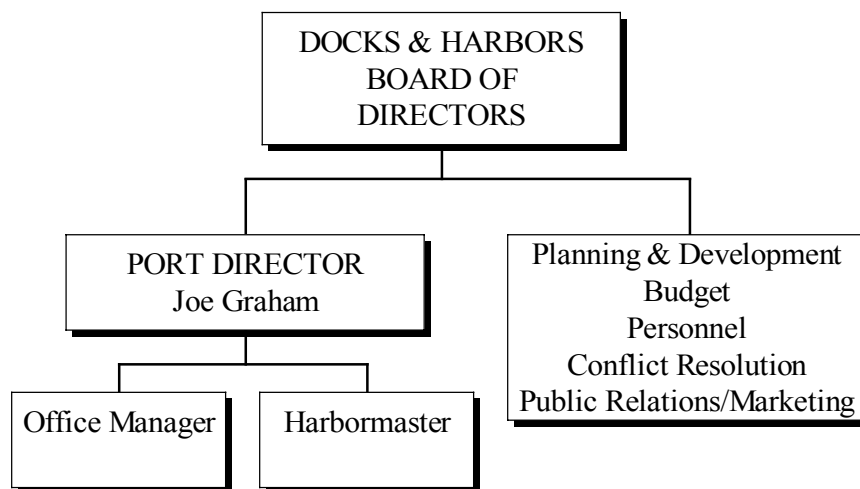 DOCKS & HARBORS
BOARD OF
DIRECTORS
PORT DIRECTOR
Joe Graham
Planning & Development
Budget
Personnel
Conflict Resolution
Public Relations/Marketing
Office Manager
Harbormaster